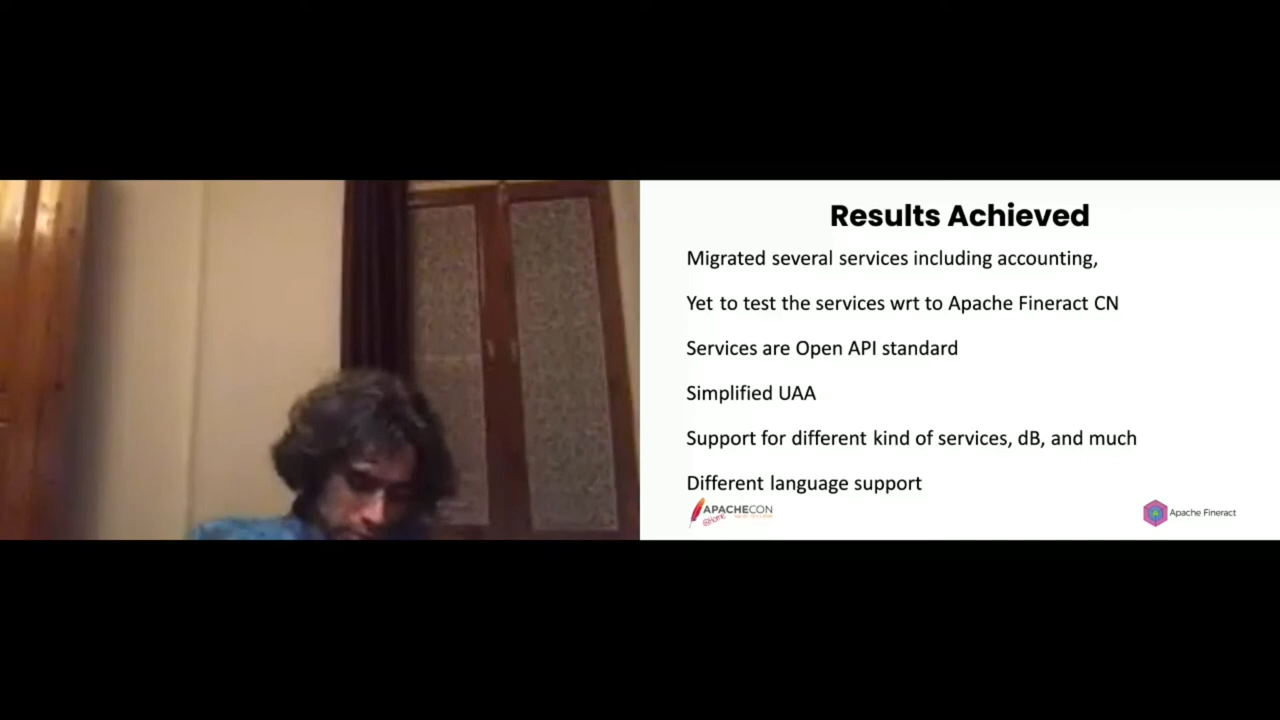 Results Achieved
Migrated several services including accounting,
Yet to test the services wrt to Apache Fineract CN
Services are Open API standard
Simplified UAA
Support for different kind of services, dB, and much
Different language support
APACHECON
@Home
Apache Fineract